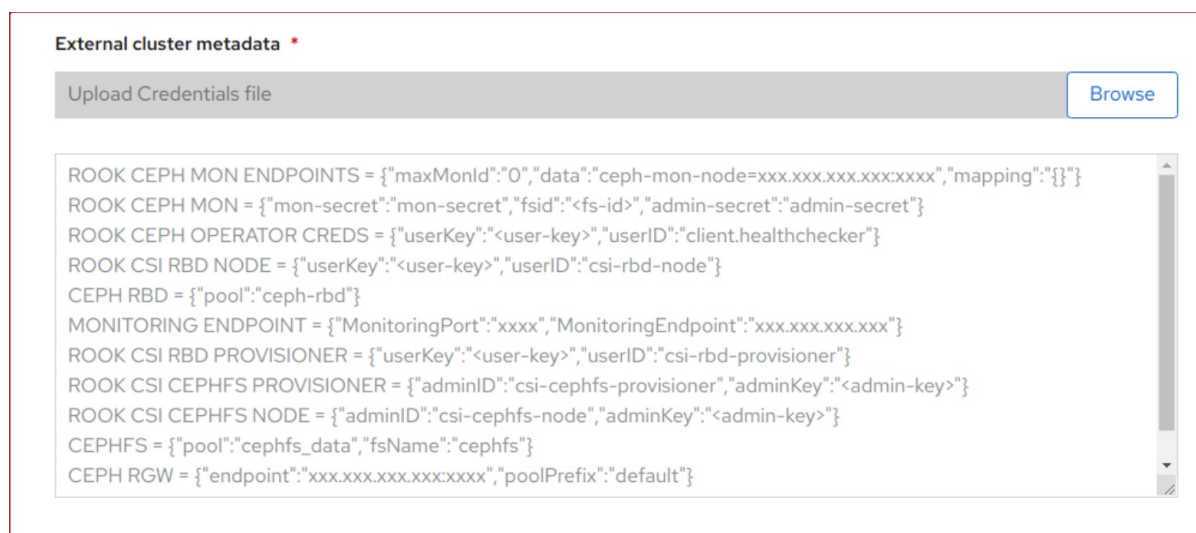 External cluster metadata *
Upload Credentials file
Browse
ROOK CEPH MON ENDPOINTS = {"maxMonId":"0","data":"ceph-mon-node=xxx.xxx.xxx.xxx:xxxx","mapping":"{}"}
ROOK CEPH MON = {"mon-secret":"mon-secret","fsid":"<fs-id>","admin-secret":"admin-secret"}
ROOK CEPH OPERATOR CREDS = {"userKey":"<user-key>","userID":"client.healthchecker"}
ROOK CSI RBD NODE = {"userKey":"<user-key>","userID":"csi-rbd-node"}
CEPH RBD = {"pool":"ceph-rbd"}
MONITORING ENDPOINT = {"MonitoringPort":"xxxx","MonitoringEndpoint":"xxx.xxx.xxx.xxx"}
ROOK CSI RBD PROVISIONER = {"userKey":"<user-key>","userID":"csi-rbd-provisioner"}
ROOK CSI CEPHFS PROVISIONER = {"adminID":"csi-cephfs-provisioner","adminKey":"<admin-key>"}
ROOK CSI CEPHFS NODE = {"adminID":"csi-cephfs-node","adminKey":"<admin-key>"}
CEPHFS = {"pool":"cephfs_data","fsName":"cephfs"}
CEPH RGW = {"endpoint":"xxx.xxx.xxx.xxx:xxxx","poolPrefix":"default"}